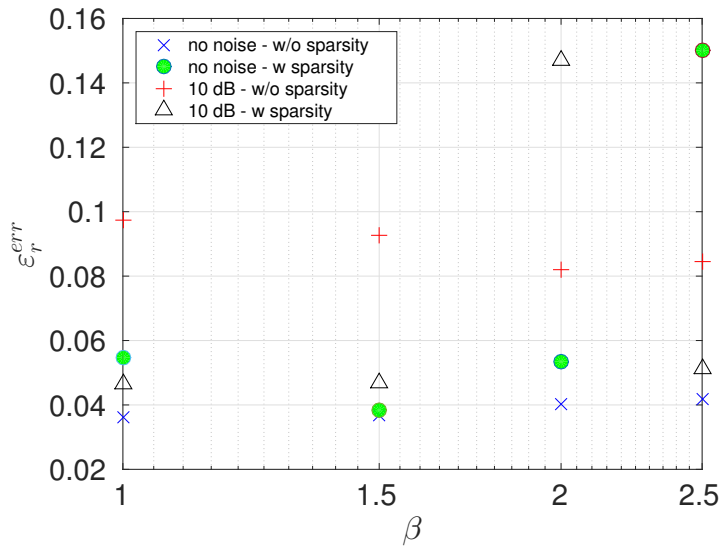 0.16
0.14
0.12
0.1
0.08
0.06
0.04
0.02
ε_r^{err}
no noise - w/o sparsity
no noise - w sparsity
10 dB - w/o sparsity
10 dB - w sparsity
1 1.5 2 2.5
β